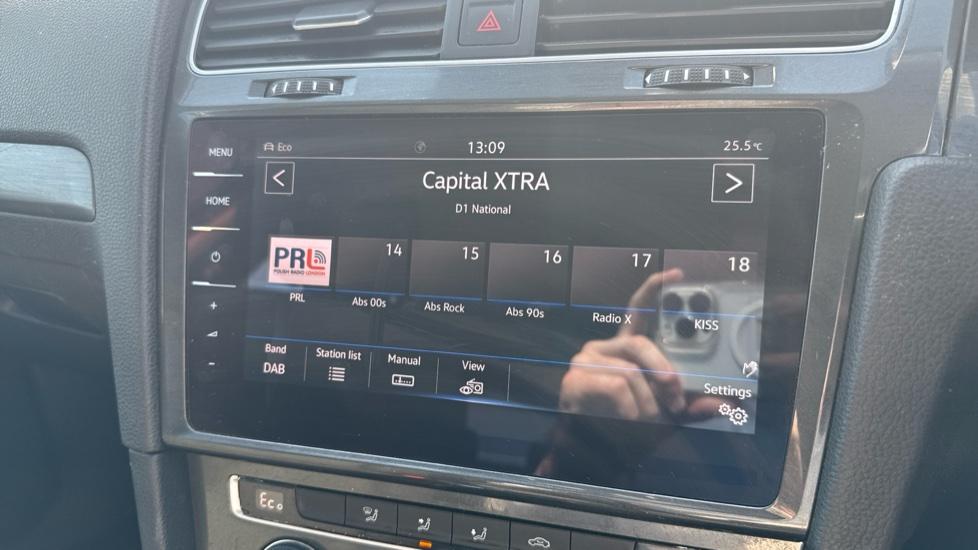 MENU
HOME
+
-
Eco
13:09
25.5°C
<
Capital XTRA
>
D1 National
PRL
POLISH RADIO LONDON
14
15
16
17
18
PRL
Abs 00s
Abs Rock
Abs 90s
Radio X
KISS
Band
DAB
Station list
Manual
View
Settings
Eco